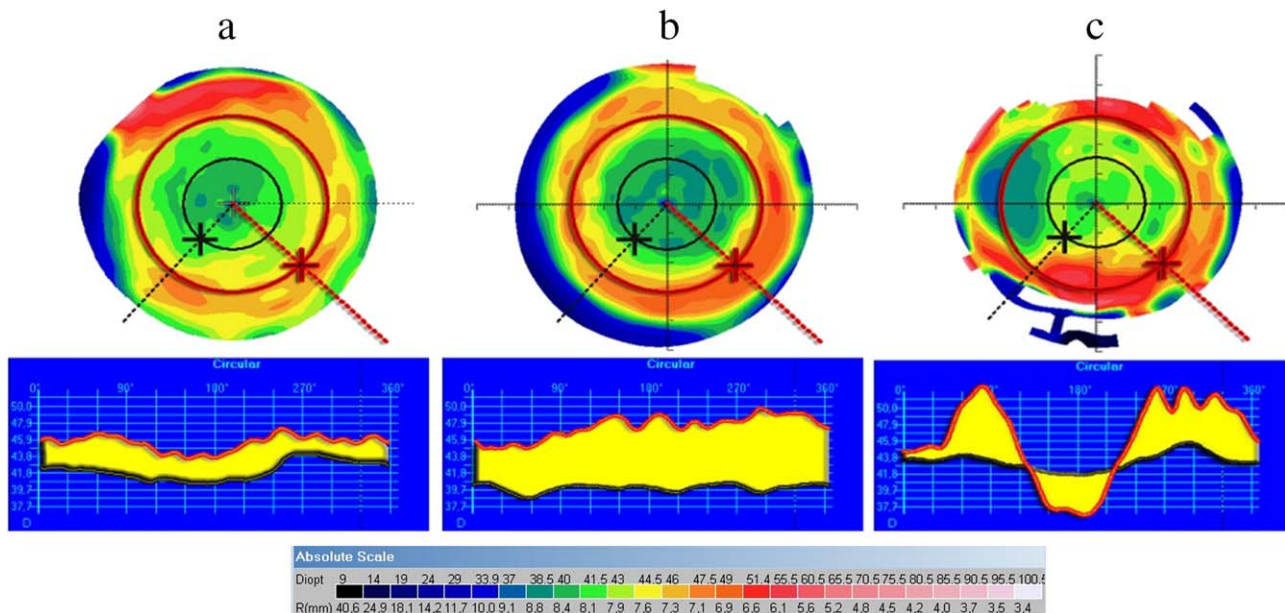 a b c
Circular Circular Circular
0° 90° 180° 270° 360° 0° 90° 180° 270° 360° 0° 180° 270° 360°
50.0 50.0 50.0
47.9 47.9 47.9
45.9 45.9 45.9
43.8 43.8 43.8
41.8 41.8 41.8
39.7 39.7 39.7
37.7 37.7 37.7
D D D
Absolute Scale
Diopt 9 14 19 24 29 33.9 37 38.5 40 41.5 43 44.5 46 47.5 49 51.4 55.5 60.5 65.5 70.5 75.5 80.5 85.5 90.5 95.5 100.5
R(mm) 40.6 24.9 18.1 14.2 11.7 10.0 9.1 8.8 8.4 8.1 7.9 7.6 7.3 7.1 6.9 6.6 6.1 5.6 5.2 4.8 4.5 4.2 4.0 3.7 3.5 3.4